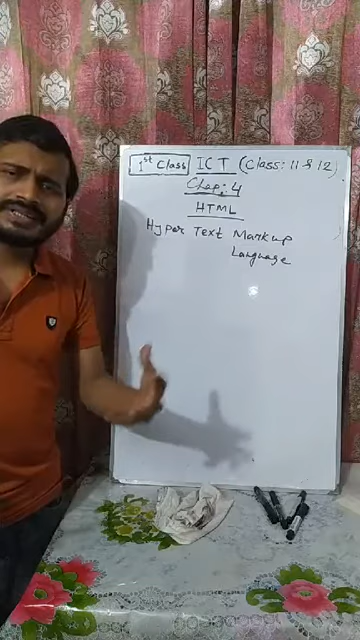 1st Class ICT (Class: 11 & 12)
Chap: 4
HTML
Hyper Text Markup
Language